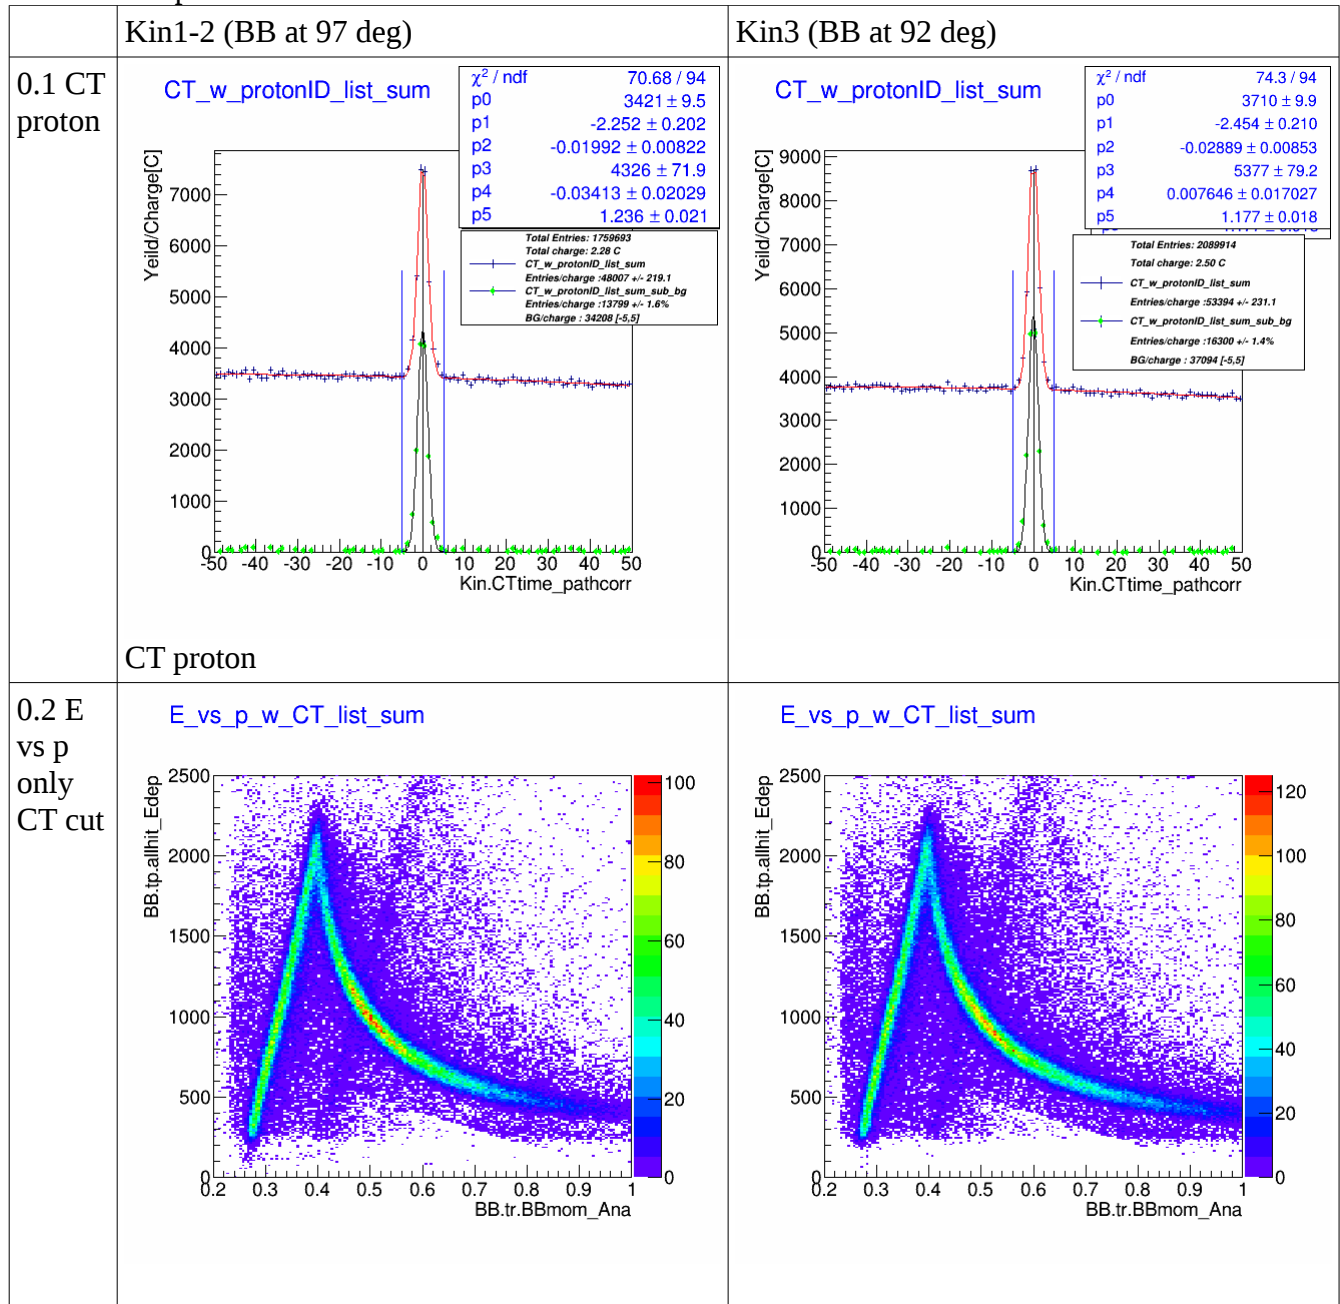 Kin1-2 (BB at 97 deg)
Kin3 (BB at 92 deg)
0.1 CT
proton
CT_w_protonID_list_sum
χ² / ndf 70.68 / 94
p0 3421 ± 9.5
p1 -2.252 ± 0.202
p2 -0.01992 ± 0.00822
p3 4326 ± 71.9
p4 -0.03413 ± 0.02029
p5 1.236 ± 0.021
Total Entries: 1759693
Total charge: 2.28 C
CT_w_protonID_list_sum
Entries/charge :48007 +/- 219.1
CT_w_protonID_list_sum_sub_bg
Entries/charge :13799 +/- 1.6%
BG/charge : 34208 [-5,5]
Yeild/Charge[C]
7000
6000
5000
4000
3000
2000
1000
0
-50 -40 -30 -20 -10 0 10 20 30 40 50
Kin.CTtime_pathcorr
CT proton
CT_w_protonID_list_sum
χ² / ndf 74.3 / 94
p0 3710 ± 9.9
p1 -2.454 ± 0.210
p2 -0.02889 ± 0.00853
p3 5377 ± 79.2
p4 0.007646 ± 0.017027
p5 1.177 ± 0.018
Total Entries: 2089914
Total charge: 2.50 C
CT_w_protonID_list_sum
Entries/charge :53394 +/- 231.1
CT_w_protonID_list_sum_sub_bg
Entries/charge :16300 +/- 1.4%
BG/charge : 37094 [-5,5]
Yeild/Charge[C]
9000
8000
7000
6000
5000
4000
3000
2000
1000
0
-50 -40 -30 -20 -10 0 10 20 30 40 50
Kin.CTtime_pathcorr
0.2 E
vs p
only
CT cut
E_vs_p_w_CT_list_sum
BB.tp.allhit_Edep
2500
2000
1500
1000
500
0
0.2 0.3 0.4 0.5 0.6 0.7 0.8 0.9 1
BB.tr.BBmom_Ana
100
80
60
40
20
0
E_vs_p_w_CT_list_sum
BB.tp.allhit_Edep
2500
2000
1500
1000
500
0
0.2 0.3 0.4 0.5 0.6 0.7 0.8 0.9 1
BB.tr.BBmom_Ana
120
100
80
60
40
20
0